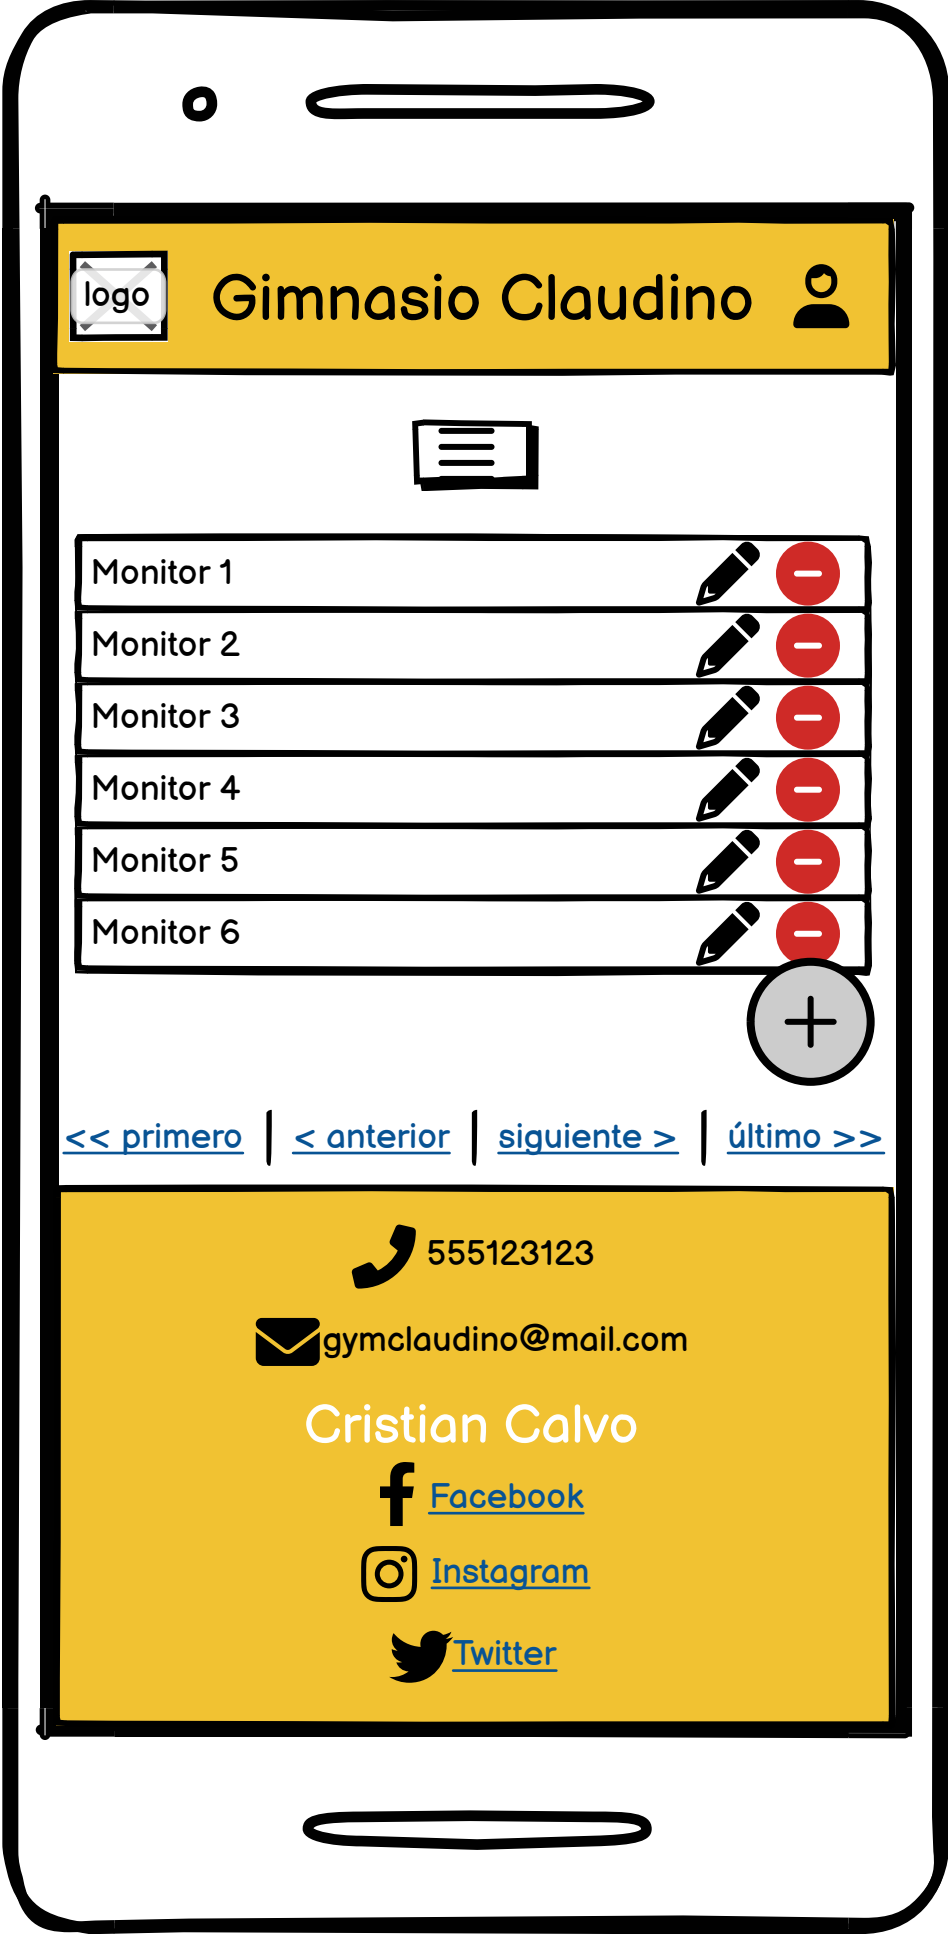 logo
Gimnasio Claudino
Monitor 1
Monitor 2
Monitor 3
Monitor 4
Monitor 5
Monitor 6
<< primero | < anterior | siguiente > | último >>
555123123
gymclaudino@mail.com
Cristian Calvo
Facebook
Instagram
Twitter